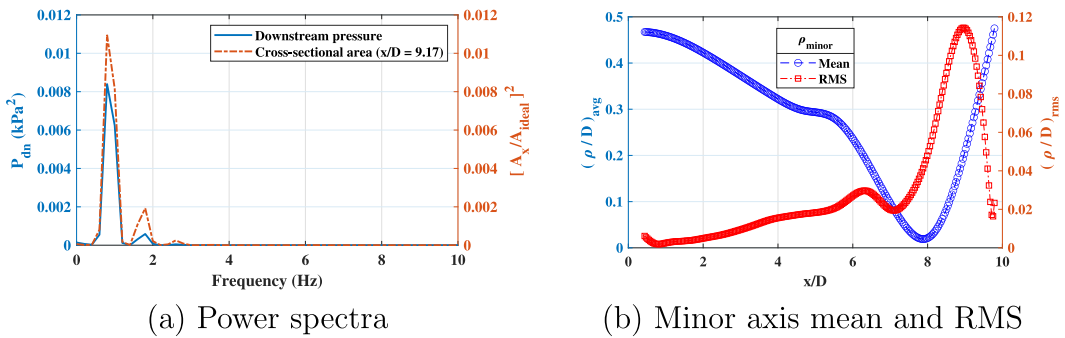 0.012
0.01
0.008
0.006
0.004
0.002
0
P_dn (kPa^2)
0 2 4 6 8 10
Frequency (Hz)
0.012
0.01
0.008
0.006
0.004
0.002
0
[ A_x/A_ideal ]^2
Downstream pressure
Cross-sectional area (x/D = 9.17)
(a) Power spectra
0.5
0.4
0.3
0.2
0.1
0
( ρ / D )_avg
0 2 4 6 8 10
x/D
0.12
0.1
0.08
0.06
0.04
0.02
0
( ρ / D )_rms
ρ_minor
Mean
RMS
(b) Minor axis mean and RMS